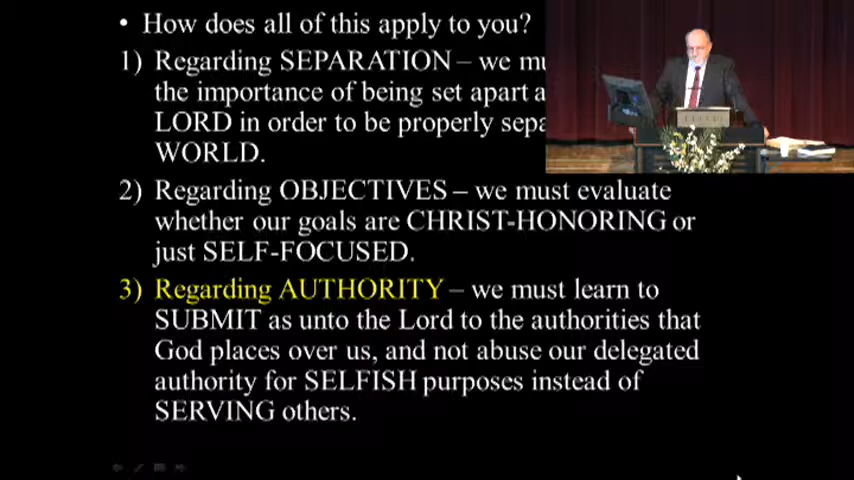 • How does all of this apply to you?
1) Regarding SEPARATION – we mu
the importance of being set apart a
LORD in order to be properly sepa
WORLD.
2) Regarding OBJECTIVES – we must evaluate
whether our goals are CHRIST-HONORING or
just SELF-FOCUSED.
3) Regarding AUTHORITY – we must learn to
SUBMIT as unto the Lord to the authorities that
God places over us, and not abuse our delegated
authority for SELFISH purposes instead of
SERVING others.